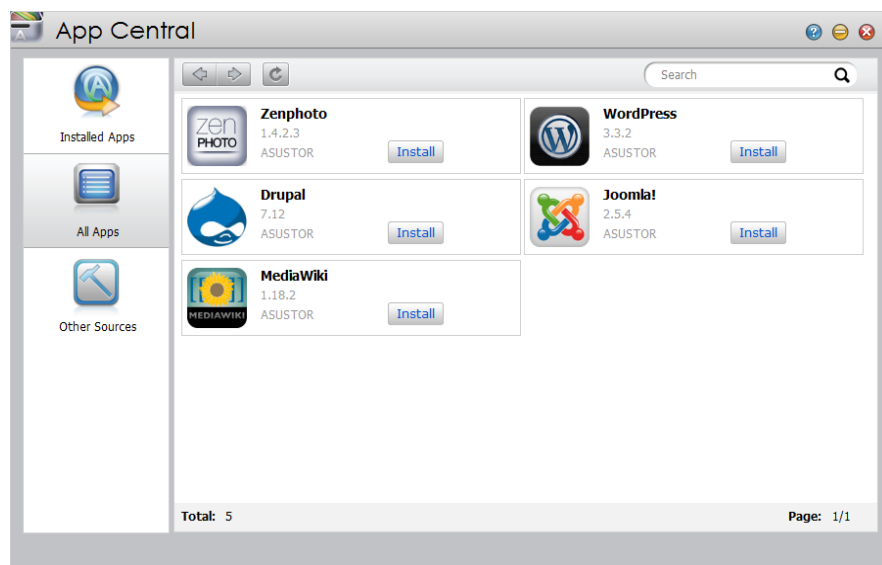 App Central
Installed Apps
All Apps
Other Sources
Search
zen
PHOTO
Zenphoto
1.4.2.3
ASUSTOR
Install
WordPress
3.3.2
ASUSTOR
Install
Drupal
7.12
ASUSTOR
Install
Joomla!
2.5.4
ASUSTOR
Install
MEDIAWIKI
MediaWiki
1.18.2
ASUSTOR
Install
Total: 5
Page: 1/1